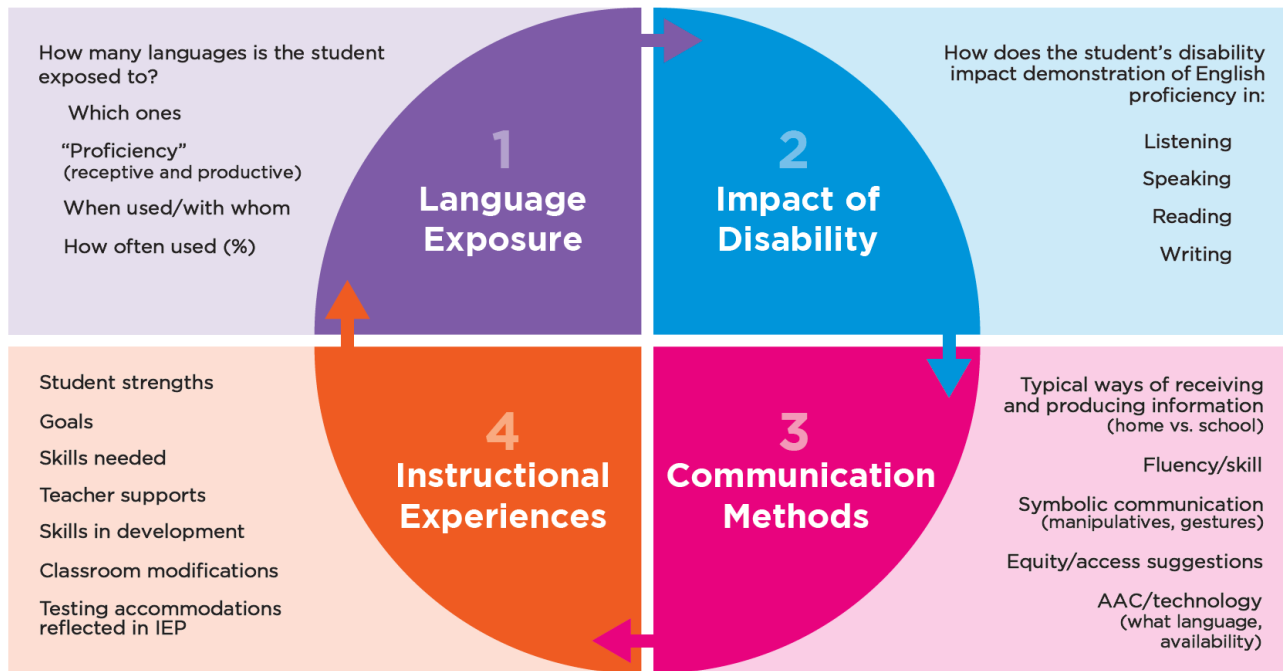 How many languages is the student
exposed to?
Which ones
“Proficiency”
(receptive and productive)
When used/with whom
How often used (%)
1
Language
Exposure
2
Impact of
Disability
How does the student’s disability
impact demonstration of English
proficiency in:
Listening
Speaking
Reading
Writing
Student strengths
Goals
Skills needed
Teacher supports
Skills in development
Classroom modifications
Testing accommodations
reflected in IEP
4
Instructional
Experiences
3
Communication
Methods
Typical ways of receiving
and producing information
(home vs. school)
Fluency/skill
Symbolic communication
(manipulatives, gestures)
Equity/access suggestions
AAC/technology
(what language,
availability)